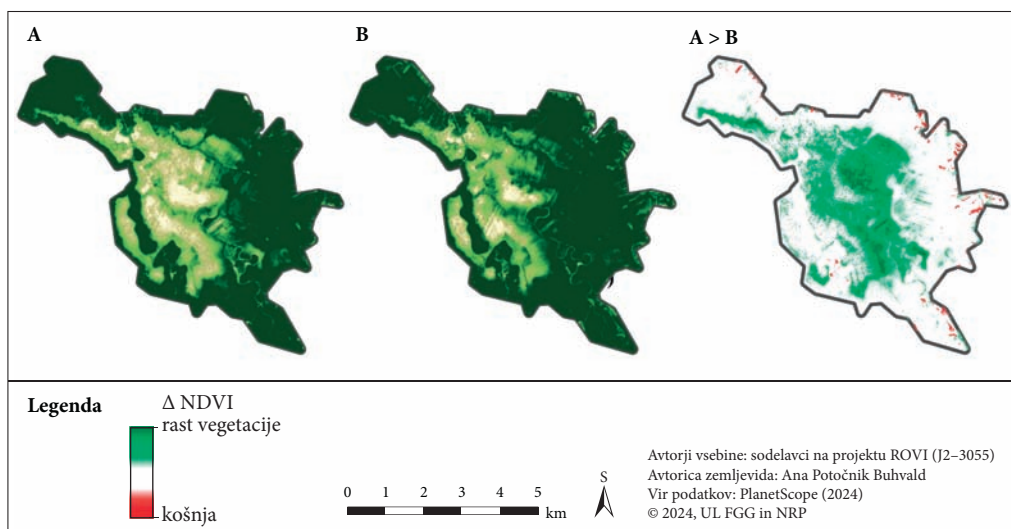 A
B
A > B
Legenda
Δ NDVI
rast vegetacije
košnja
0 1 2 3 4 5
km
S
Avtorji vsebine: sodelavci na projektu ROVI (J2–3055)
Avtorica zemljevida: Ana Potočnik Buhvald
Vir podatkov: PlanetScope (2024)
© 2024, UL FGG in NRP